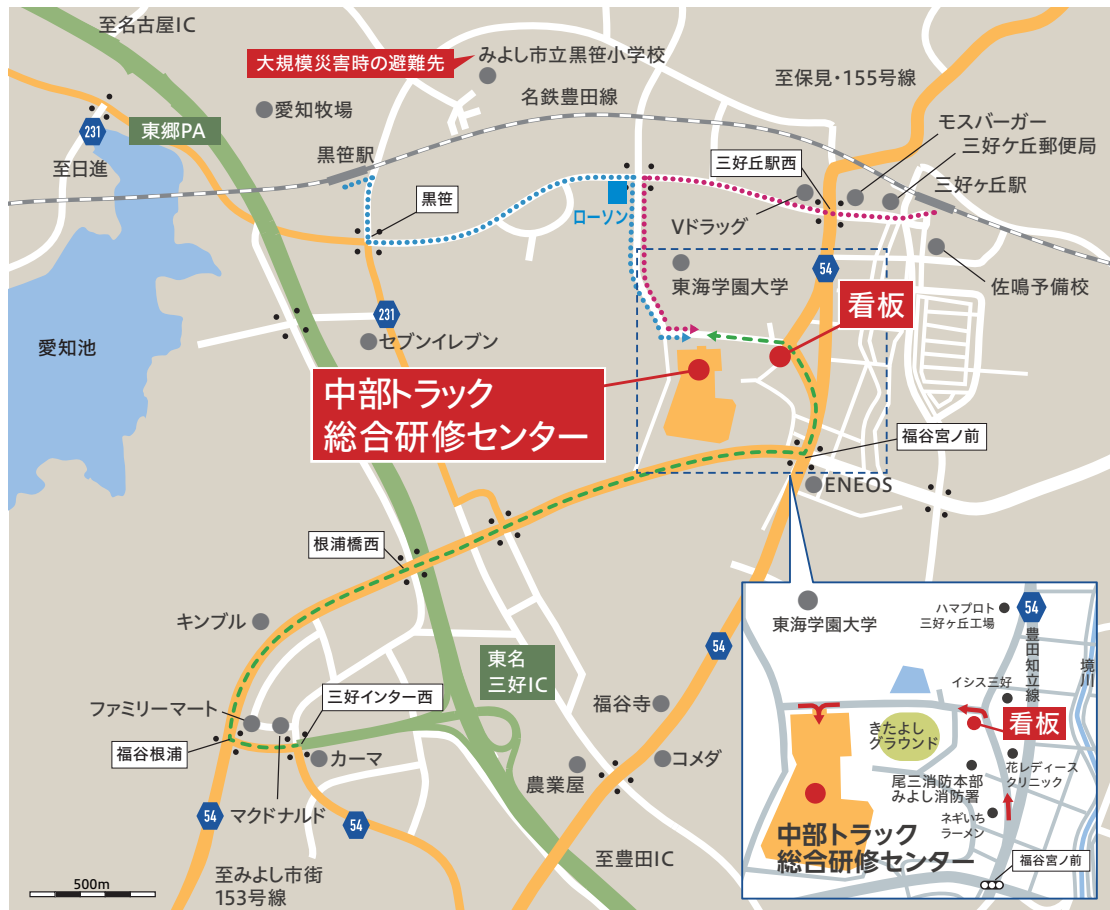 至名古屋IC
大規模災害時の避難先
みよし市立黒笹小学校
愛知牧場
名鉄豊田線
至保見・155号線
231
東郷PA
至日進
黒笹駅
黒笹
三好丘駅西
モスバーガー
三好ケ丘郵便局
三好ヶ丘駅
ローソン
Vドラッグ
東海学園大学
54
佐鳴予備校
看板
愛知池
231
セブンイレブン
中部トラック
総合研修センター
福谷宮ノ前
ENEOS
根浦橋西
キンブル
東名
三好IC
54
ファミリーマート
三好インター西
福谷根浦
カーマ
マクドナルド
福谷寺
コメダ
農業屋
54
54
至みよし市街
153号線
至豊田IC
500m
東海学園大学
ハマプロト
三好ヶ丘工場
54
豊田知立線
境川
イシス三好
看板
きたよし
グラウンド
花レディース
クリニック
尾三消防本部
みよし消防署
ネギいち
ラーメン
中部トラック
総合研修センター
福谷宮ノ前